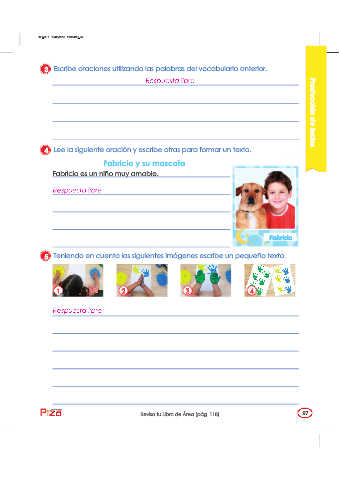 3 Escribe oraciones utilizando las palabras del vocabulario anterior.
Respuesta libre
Producción de textos
4 Lee la siguiente oración y escribe otras para formar un texto.
Fabricio y su mascota
Fabricio es un niño muy amable.
Respuesta libre
Fabricio
5 Teniendo en cuenta las siguientes imágenes escribe un pequeño texto.
1 2 3 4
Respuesta libre
Revisa tu Libro de Área (pág. 116)